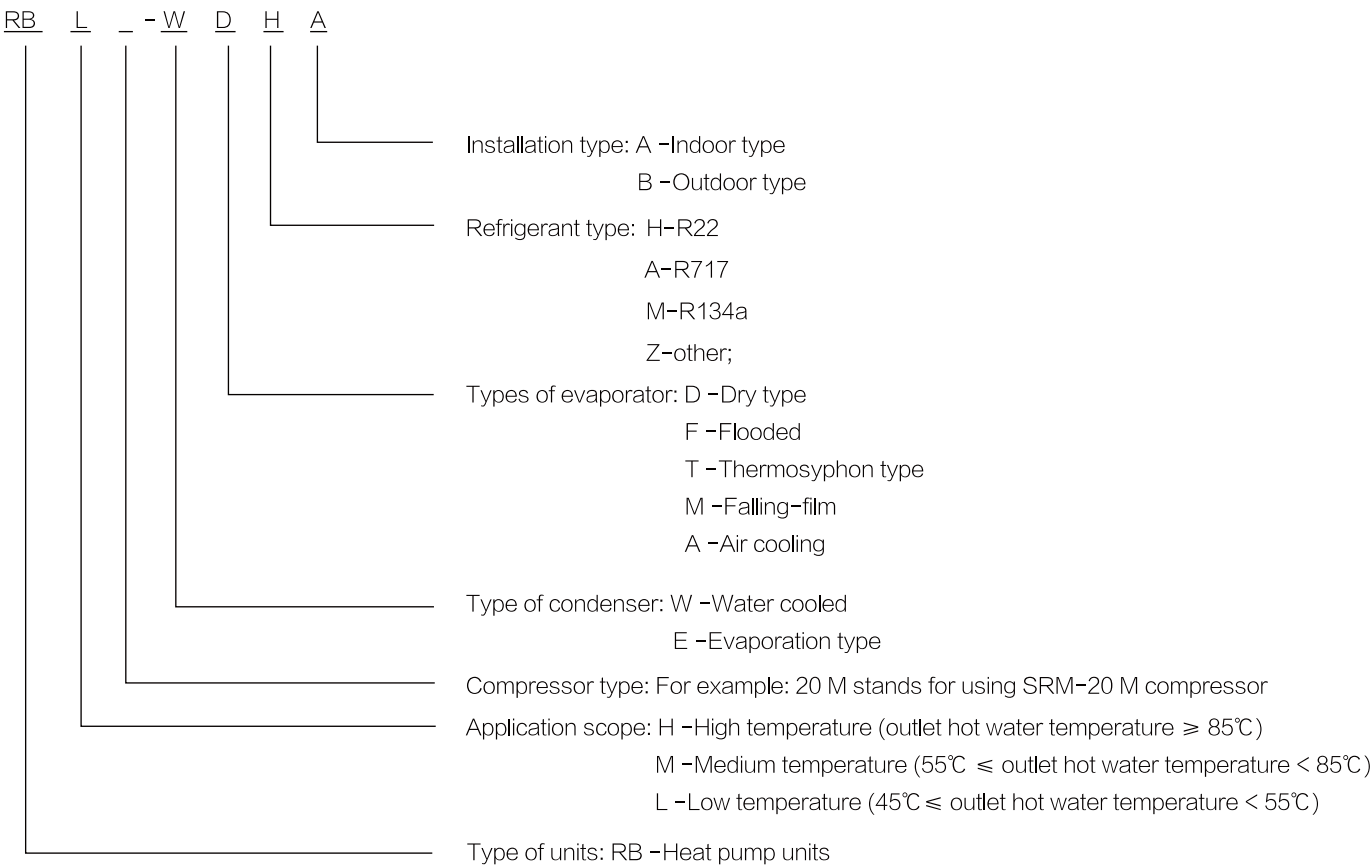 RB L _ - W D H A
Installation type: A -Indoor type
B -Outdoor type
Refrigerant type: H-R22
A-R717
M-R134a
Z-other;
Types of evaporator: D -Dry type
F -Flooded
T -Thermosyphon type
M -Falling-film
A -Air cooling
Type of condenser: W -Water cooled
E -Evaporation type
Compressor type: For example: 20 M stands for using SRM-20 M compressor
Application scope: H -High temperature (outlet hot water temperature ≥ 85℃)
M -Medium temperature (55℃ ≤ outlet hot water temperature < 85℃)
L -Low temperature (45℃ ≤ outlet hot water temperature < 55℃)
Type of units: RB -Heat pump units